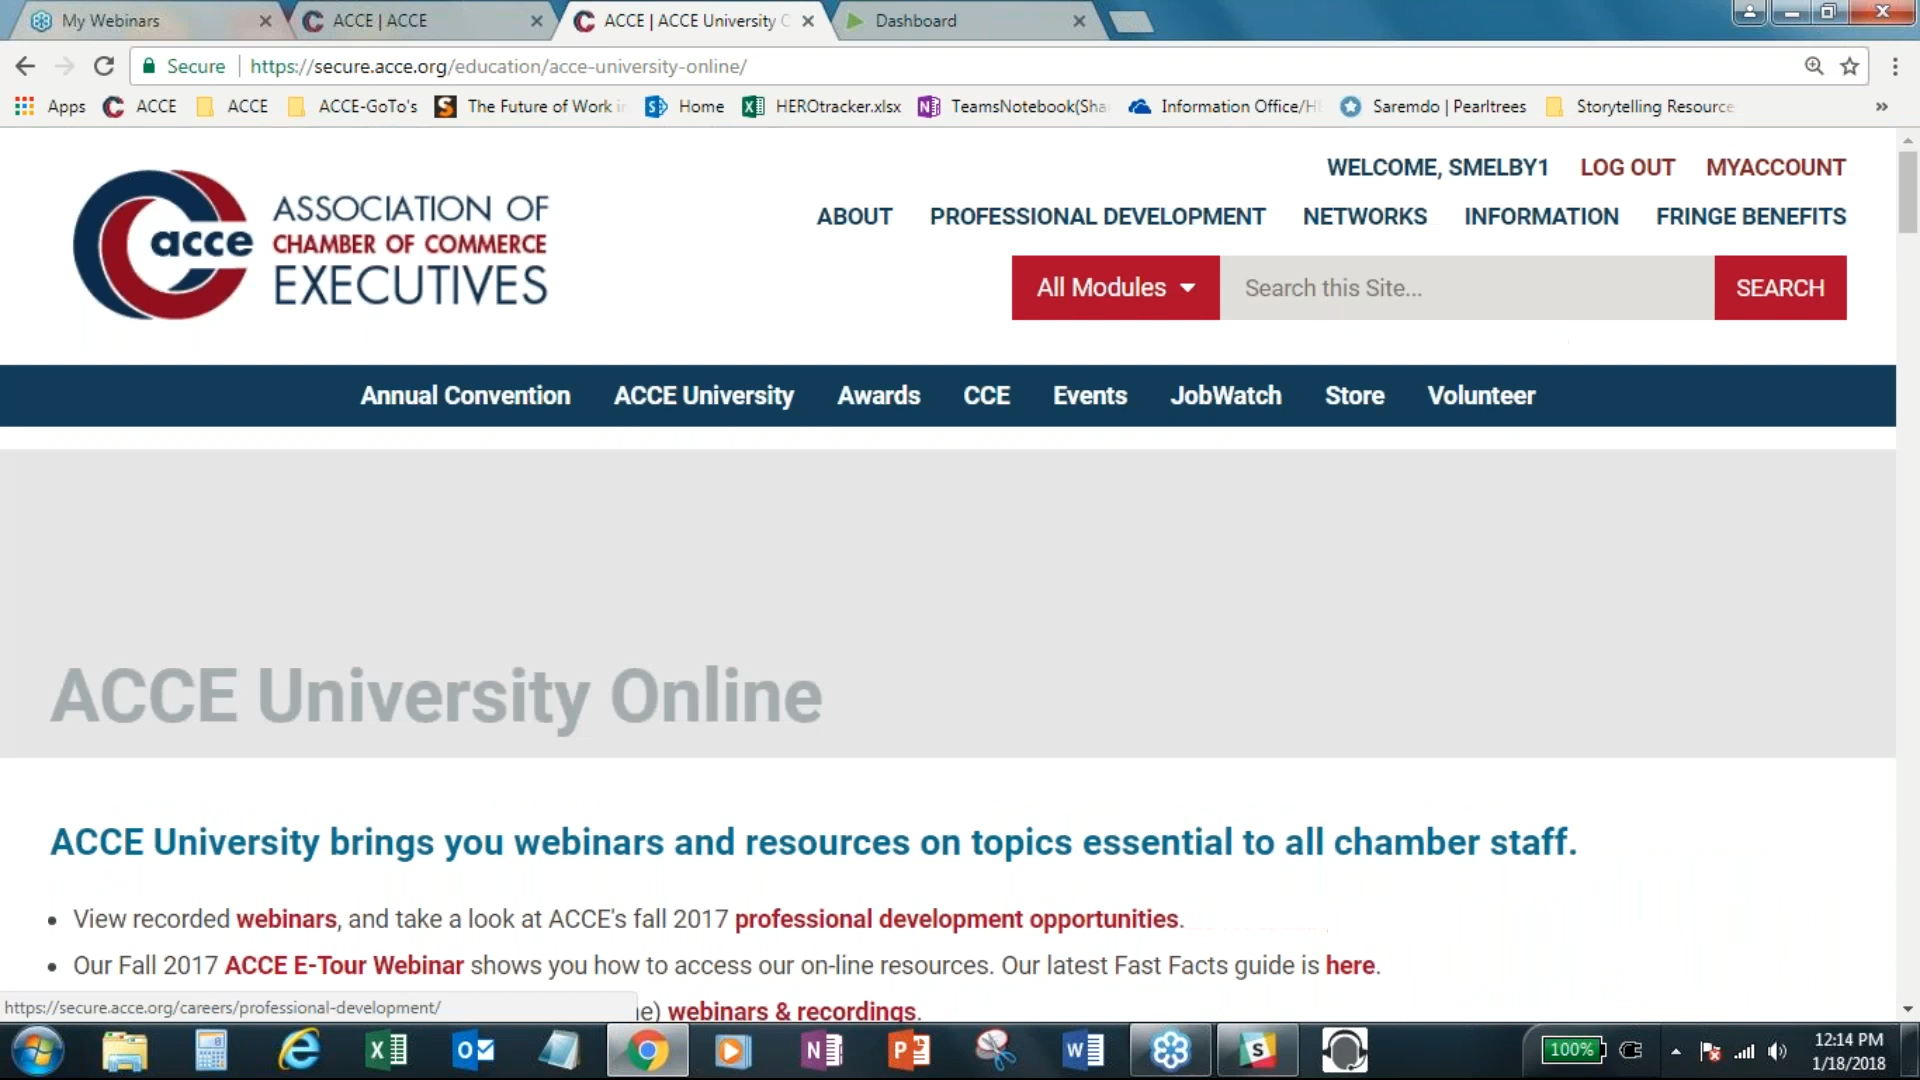 My Webinars
ACCE | ACCE
ACCE | ACCE University
Dashboard
Secure
https://secure.acce.org/education/acce-university-online/
Apps
ACCE
ACCE
ACCE-GoTo's
The Future of Work
Home
HEROtracker.xlsx
TeamsNotebook(Sha
Information Office/H
Saremdo | Pearltrees
Storytelling Resource
»
acce
ASSOCIATION OF
CHAMBER OF COMMERCE
EXECUTIVES
WELCOME, SMELBY1 LOG OUT MYACCOUNT
ABOUT PROFESSIONAL DEVELOPMENT NETWORKS INFORMATION FRINGE BENEFITS
All Modules Search this Site... SEARCH
Annual Convention ACCE University Awards CCE Events JobWatch Store Volunteer
ACCE University Online
ACCE University brings you webinars and resources on topics essential to all chamber staff.
• View recorded webinars, and take a look at ACCE's fall 2017 professional development opportunities.
• Our Fall 2017 ACCE E-Tour Webinar shows you how to access our on-line resources. Our latest Fast Facts guide is here.
webinars & recordings.
https://secure.acce.org/careers/professional-development/
100%
12:14 PM
1/18/2018